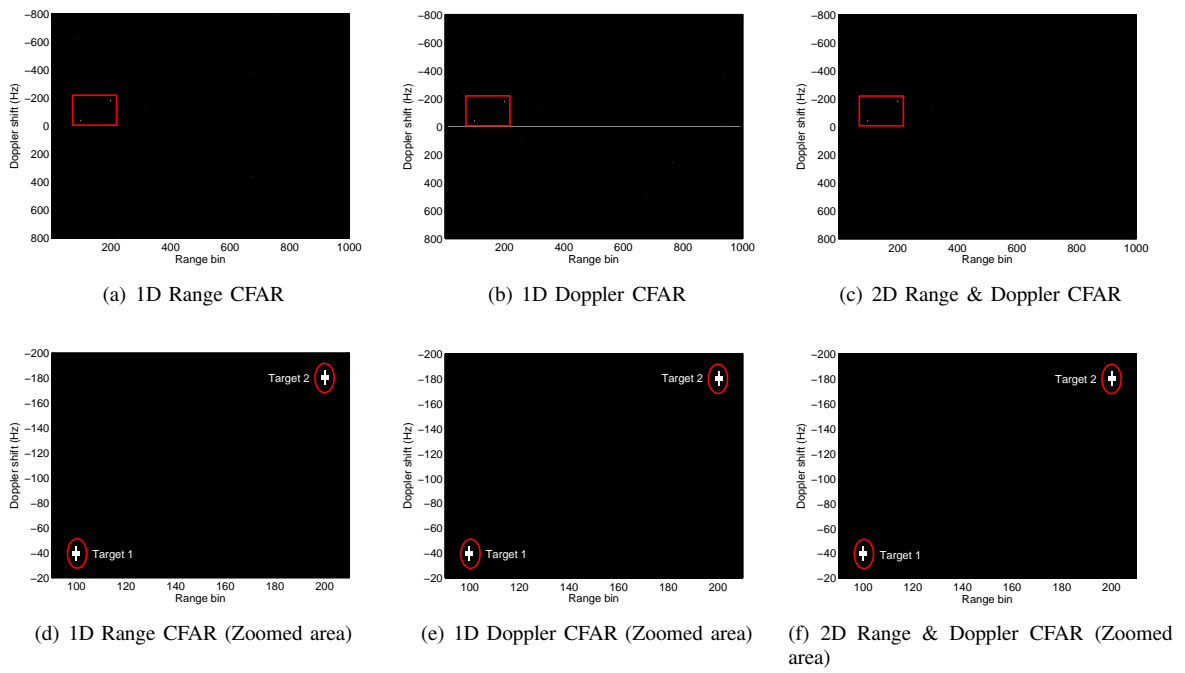 −800
−600
−400
−200
0
200
400
600
800
Doppler shift (Hz)
200 400 600 800 1000
Range bin
(a) 1D Range CFAR
−800
−600
−400
−200
0
200
400
600
800
Doppler shift (Hz)
200 400 600 800 1000
Range bin
(b) 1D Doppler CFAR
−800
−600
−400
−200
0
200
400
600
800
Doppler shift (Hz)
200 400 600 800 1000
Range bin
(c) 2D Range & Doppler CFAR
−200
−180
−160
−140
−120
−100
−80
−60
−40
−20
Doppler shift (Hz)
Target 2
Target 1
100 120 140 160 180 200
Range bin
(d) 1D Range CFAR (Zoomed area)
−200
−180
−160
−140
−120
−100
−80
−60
−40
−20
Doppler shift (Hz)
Target 2
Target 1
100 120 140 160 180 200
Range bin
(e) 1D Doppler CFAR (Zoomed area)
−200
−180
−160
−140
−120
−100
−80
−60
−40
−20
Doppler shift (Hz)
Target 2
Target 1
100 120 140 160 180 200
Range bin
(f) 2D Range & Doppler CFAR (Zoomed
area)